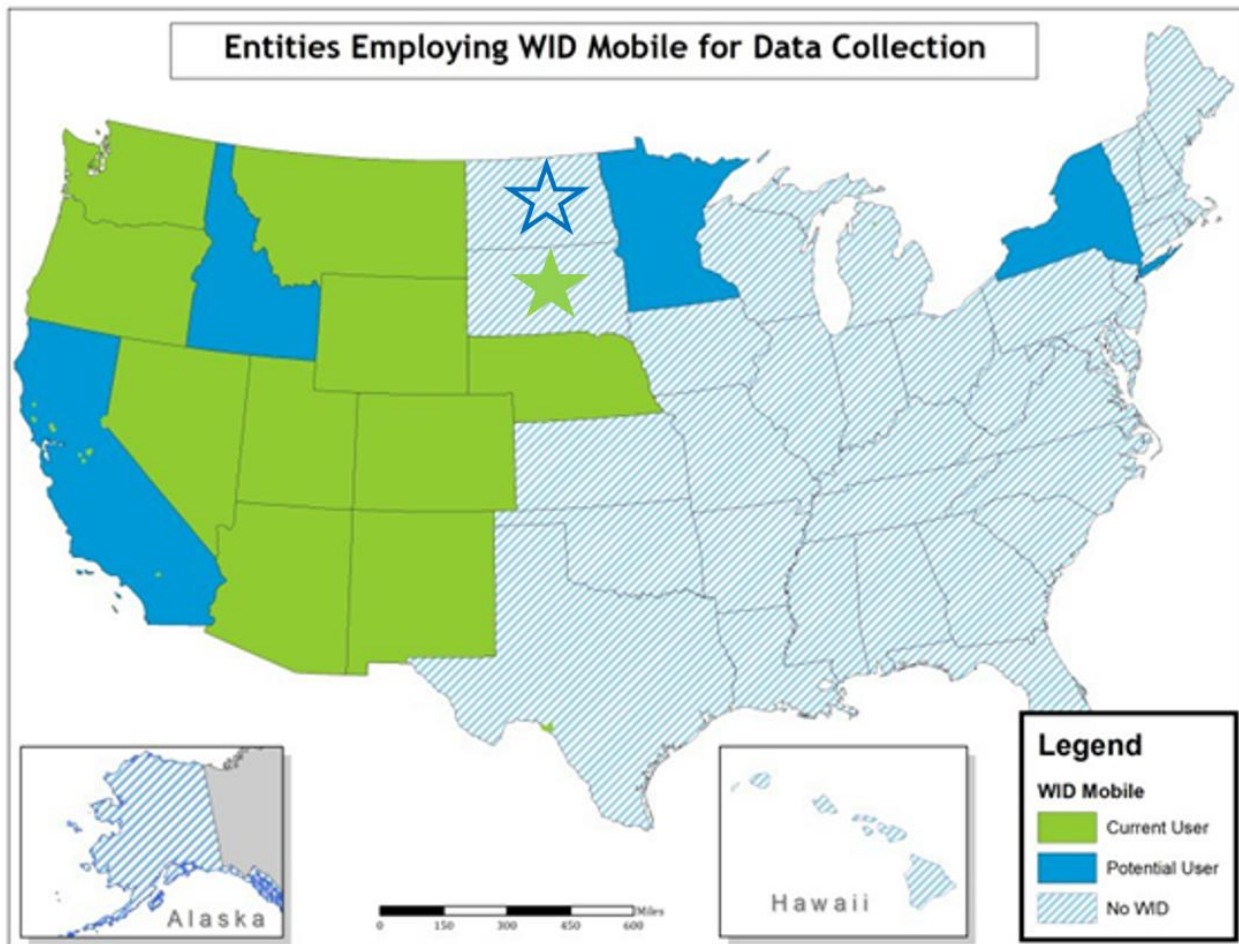 Entities Employing WID Mobile for Data Collection
Legend
WID Mobile
Current User
Potential User
No WID
Alaska
Miles
0 150 300 450 600
Hawaii